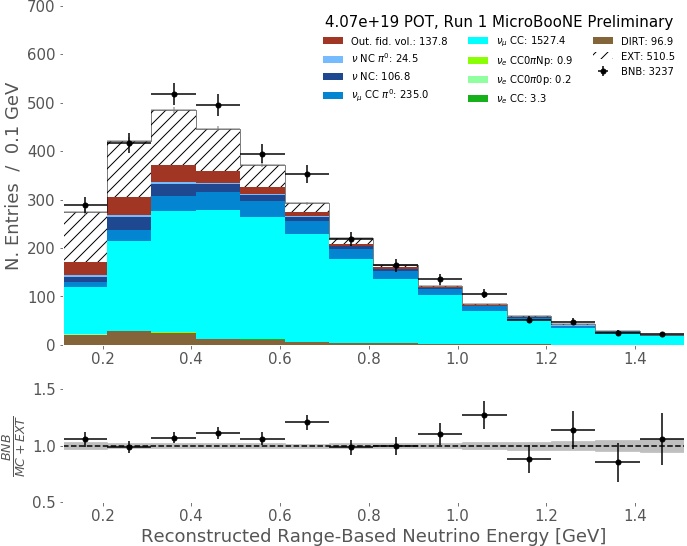 4.07e+19 POT, Run 1 MicroBooNE Preliminary
Out. fid. vol.: 137.8
ν NC π⁰: 24.5
ν NC: 106.8
ν_μ CC π⁰: 235.0
ν_μ CC: 1527.4
ν_e CC0πNp: 0.9
ν_e CC0π0p: 0.2
ν_e CC: 3.3
DIRT: 96.9
EXT: 510.5
BNB: 3237
N. Entries / 0.1 GeV
700
600
500
400
300
200
100
0
0.2 0.4 0.6 0.8 1.0 1.2 1.4
BNB
MC + EXT
1.5
1.0
0.5
0.2 0.4 0.6 0.8 1.0 1.2 1.4
Reconstructed Range-Based Neutrino Energy [GeV]